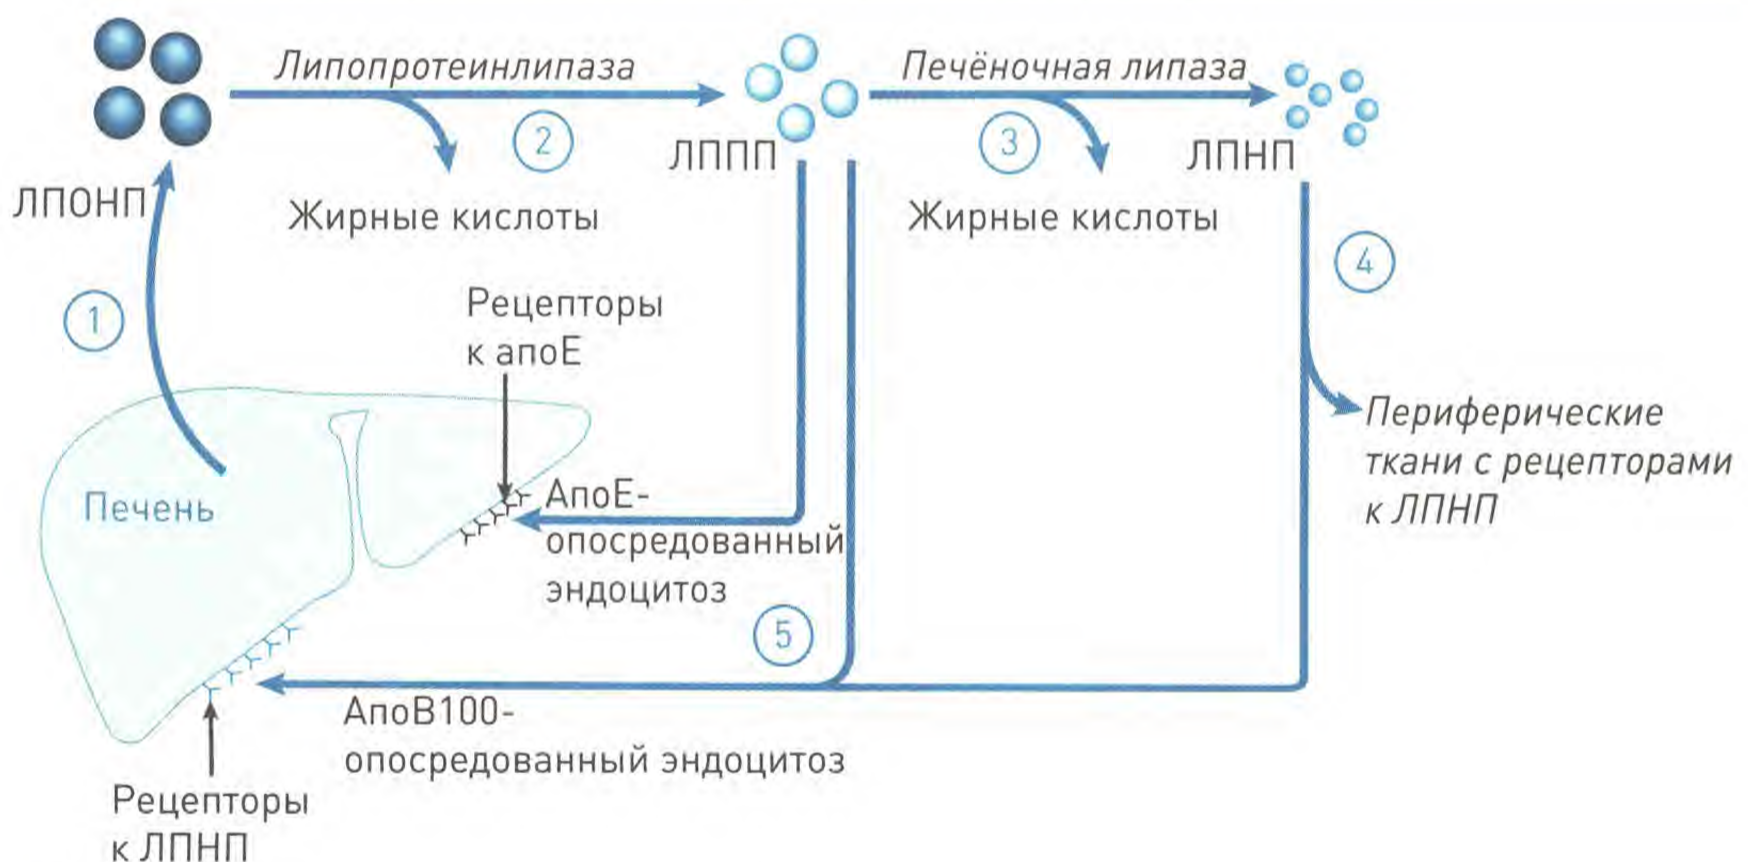 Липопротеинлипаза
Печёночная липаза
ЛПОНП
2
ЛППП
3
ЛПНП
Жирные кислоты
Жирные кислоты
4
1
Рецепторы
к апоЕ
Периферические
ткани с рецепторами
к ЛПНП
Печень
АпоЕ-
опосредованный
эндоцитоз
5
АпоВ100-
опосредованный эндоцитоз
Рецепторы
к ЛПНП